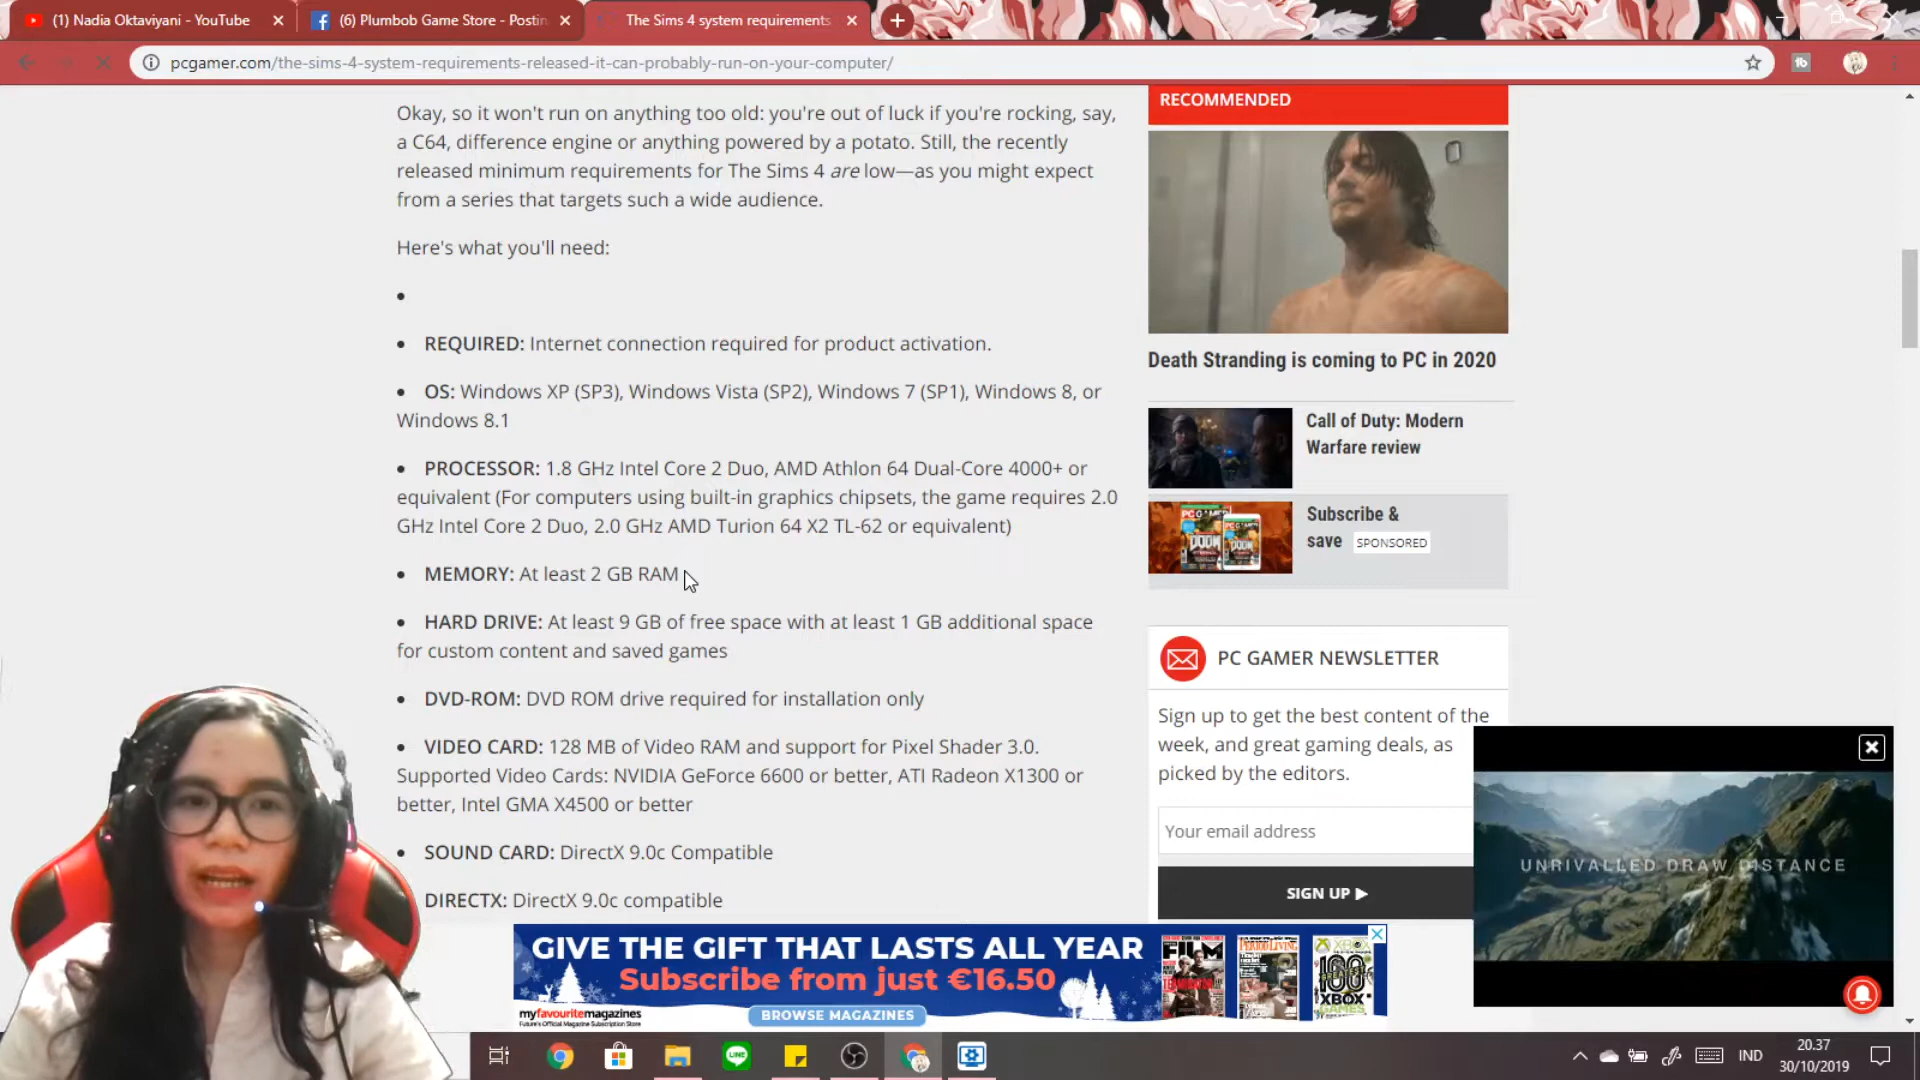 (1) Nadia Oktaviyani - YouTube
(6) Plumbob Game Store - Postin
The Sims 4 system requirements
pcgamer.com/the-sims-4-system-requirements-released-it-can-probably-run-on-your-computer/
Okay, so it won't run on anything too old: you're out of luck if you're rocking, say,
a C64, difference engine or anything powered by a potato. Still, the recently
released minimum requirements for The Sims 4 are low—as you might expect
from a series that targets such a wide audience.
Here's what you'll need:
REQUIRED: Internet connection required for product activation.
OS: Windows XP (SP3), Windows Vista (SP2), Windows 7 (SP1), Windows 8, or
Windows 8.1
PROCESSOR: 1.8 GHz Intel Core 2 Duo, AMD Athlon 64 Dual-Core 4000+ or
equivalent (For computers using built-in graphics chipsets, the game requires 2.0
GHz Intel Core 2 Duo, 2.0 GHz AMD Turion 64 X2 TL-62 or equivalent)
MEMORY: At least 2 GB RAM
HARD DRIVE: At least 9 GB of free space with at least 1 GB additional space
for custom content and saved games
DVD-ROM: DVD ROM drive required for installation only
VIDEO CARD: 128 MB of Video RAM and support for Pixel Shader 3.0.
Supported Video Cards: NVIDIA GeForce 6600 or better, ATI Radeon X1300 or
better, Intel GMA X4500 or better
SOUND CARD: DirectX 9.0c Compatible
DIRECTX: DirectX 9.0c compatible
RECOMMENDED
Death Stranding is coming to PC in 2020
Call of Duty: Modern
Warfare review
Subscribe &
save SPONSORED
PC GAMER NEWSLETTER
Sign up to get the best content of the
week, and great gaming deals, as
picked by the editors.
Your email address
SIGN UP ▶
UNRIVALLED DRAW DISTANCE
GIVE THE GIFT THAT LASTS ALL YEAR
Subscribe from just €16.50
myfavouritemagazines
Future's Official Magazine Subscription Store
BROWSE MAGAZINES
FILM
100
XBOX
GAMES
DOOM
IND
20.37
30/10/2019